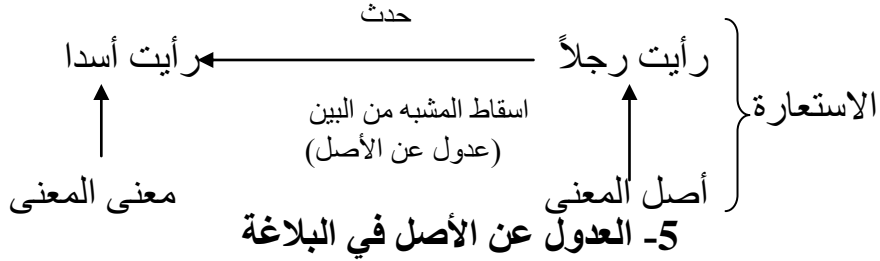 حدث
الاستعارة رأيت رجلاً رأيت أسدا
اسقاط المشبه من البين
(عدول عن الأصل)
أصل المعنى معنى المعنى
5- العدول عن الأصل في البلاغة